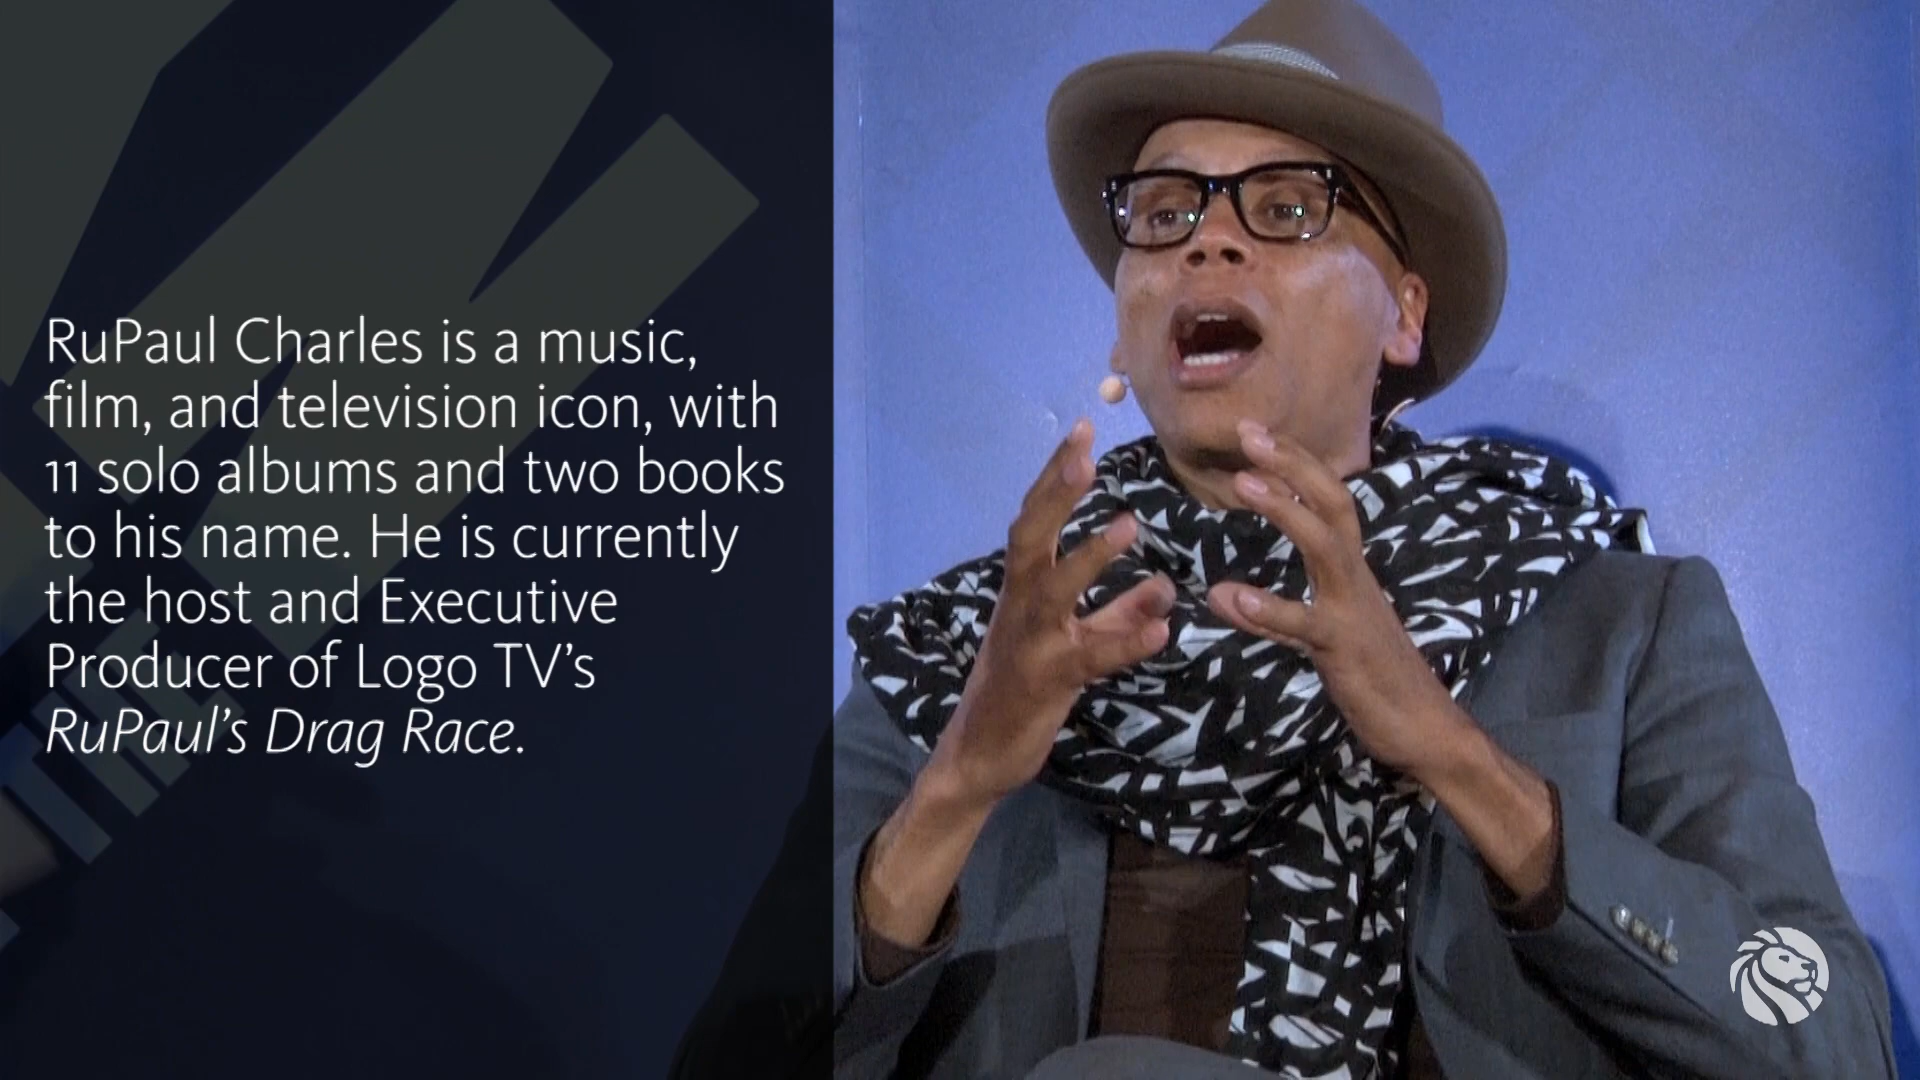 RuPaul Charles is a music,
film, and television icon, with
11 solo albums and two books
to his name. He is currently
the host and Executive
Producer of Logo TV’s
RuPaul’s Drag Race.